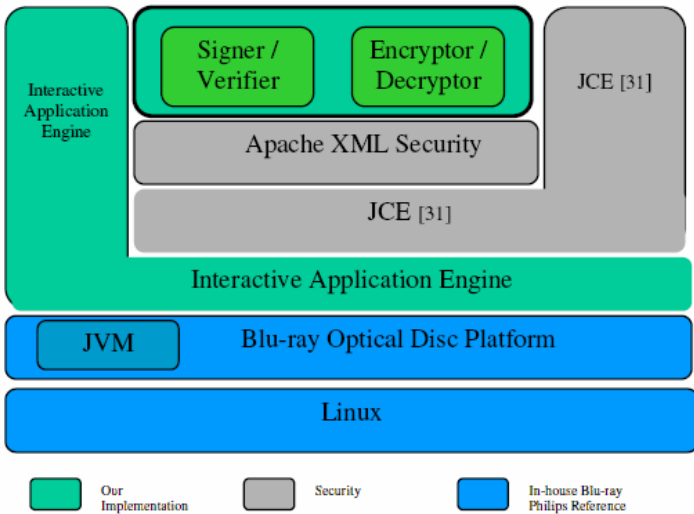 Signer /
Verifier
Encryptor /
Decryptor
Interactive
Application
Engine
JCE [31]
Apache XML Security
JCE [31]
Interactive Application Engine
JVM
Blu-ray Optical Disc Platform
Linux
Our
Implementation
Security
In-house Blu-ray
Philips Reference